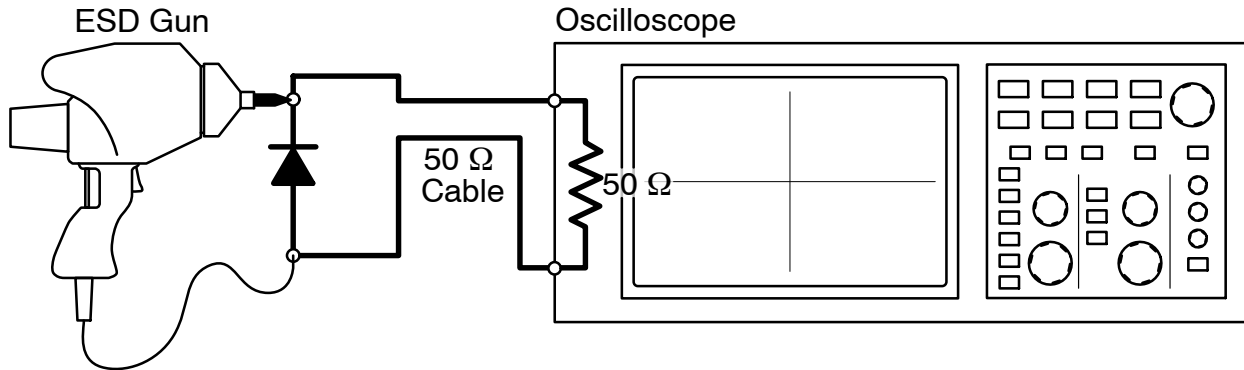 ESD Gun
Oscilloscope
50 Ω
Cable
50 Ω